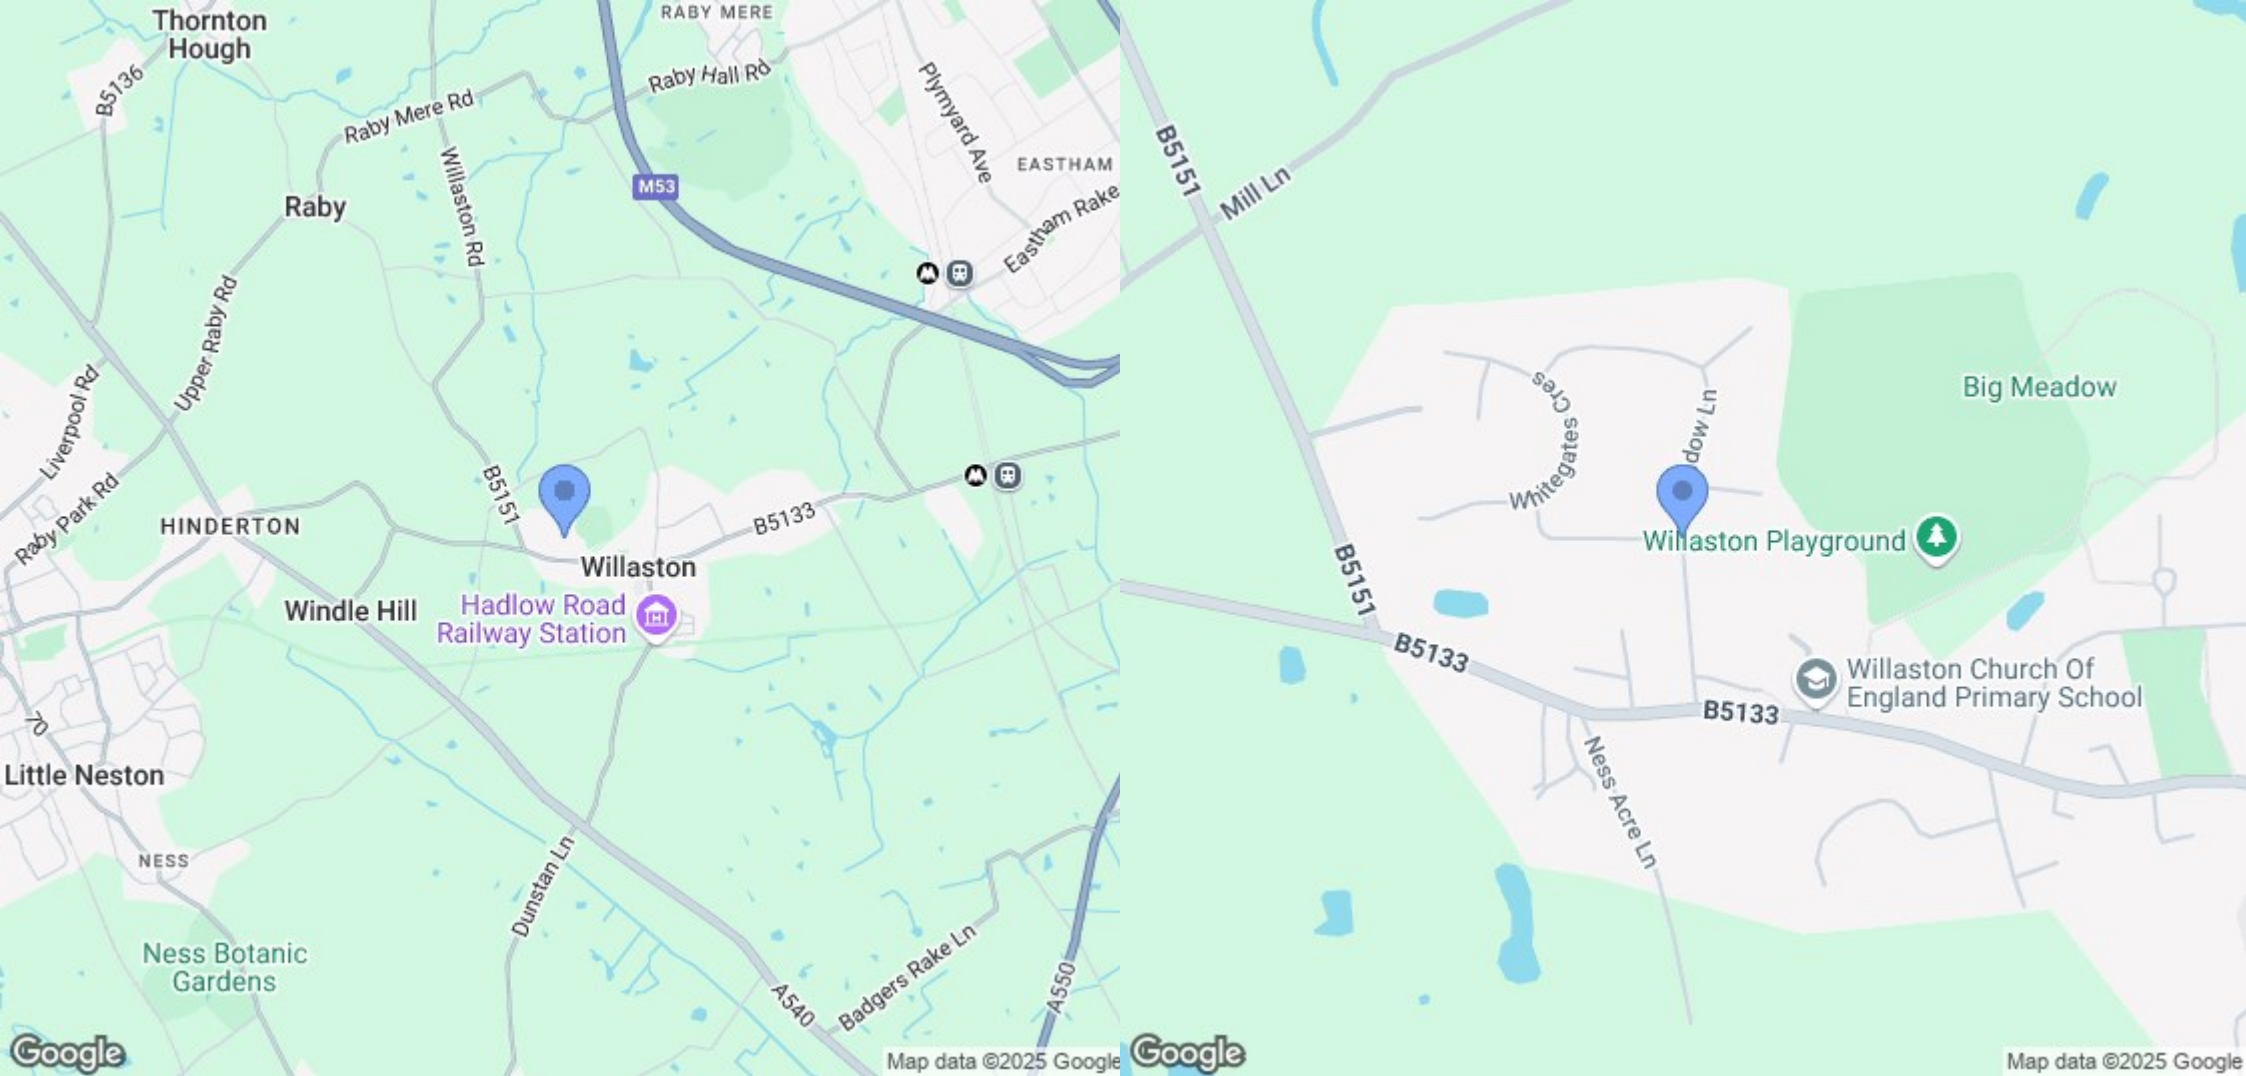 Thornton
Hough
RABY MERE
B5136
Raby Hall Rd
Plymyard Ave
Raby Mere Rd
Willaston Rd
EASTHAM
M53
Raby
Eastham Rake
Upper Raby Rd
Liverpool Rd
Raby Park Rd
B5151
HINDERTON
B5133
Willaston
Windle Hill
Hadlow Road
Railway Station
70
Little Neston
NESS
Dunstan Ln
Ness Botanic
Gardens
Badgers Rake Ln
A540
A550
Google
Map data ©2025 Google
B5151
Mill Ln
Big Meadow
Whitegates Cres
dow Ln
Willaston Playground
B5151
B5133
Willaston Church Of
England Primary School
B5133
Ness Acre Ln
Google
Map data ©2025 Google